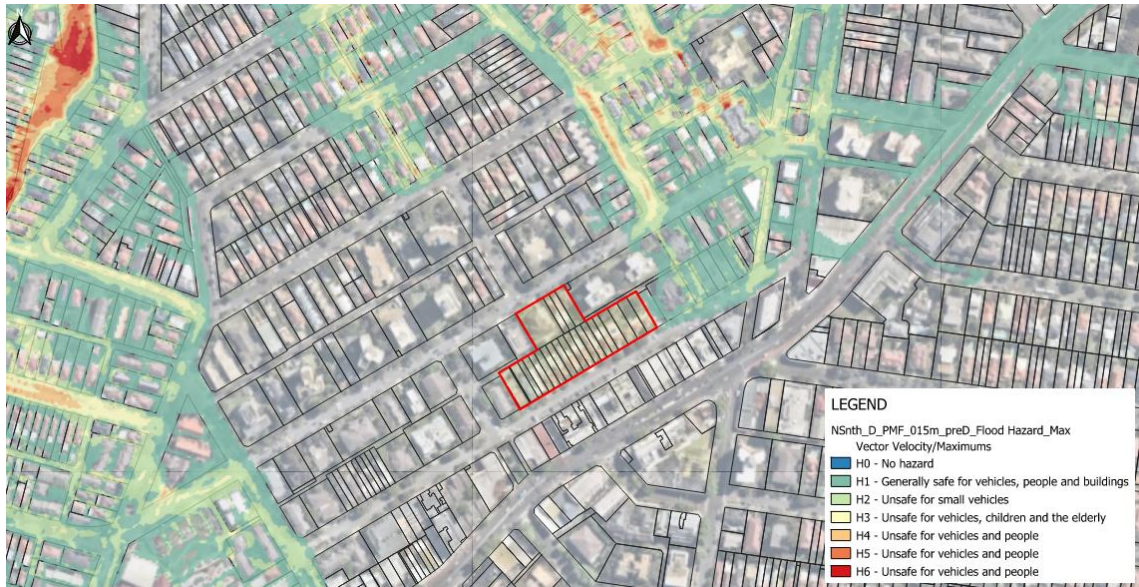 N
LEGEND
NSnth_D_PMF_015m_preD_Flood Hazard_Max
Vector Velocity/Maximums
H0 - No hazard
H1 - Generally safe for vehicles, people and buildings
H2 - Unsafe for small vehicles
H3 - Unsafe for vehicles, children and the elderly
H4 - Unsafe for vehicles and people
H5 - Unsafe for vehicles and people
H6 - Unsafe for vehicles and people